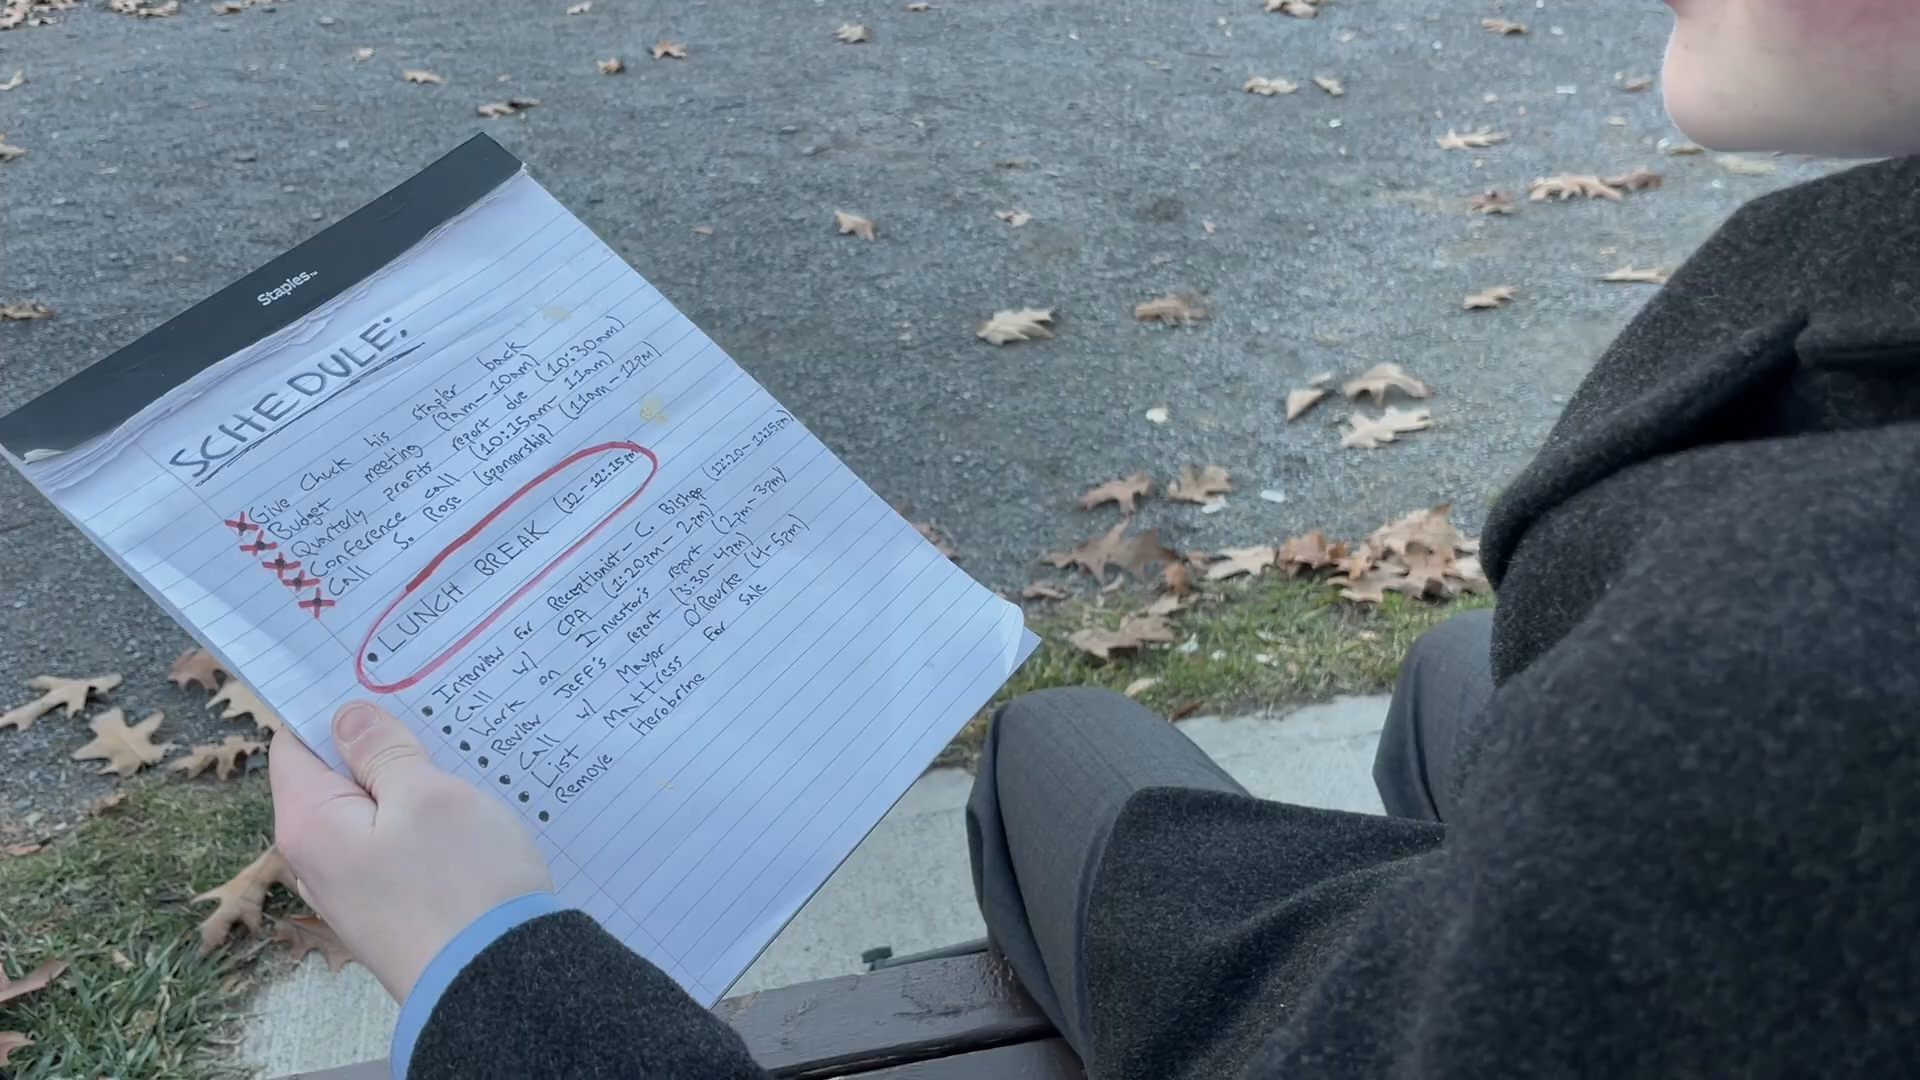 Staples™
SCHEDULE:
Give Chuck his stapler back
Budget meeting (9am-10am)
Quarterly profits report due (10:30am)
Conference call (10:15am-11am)
Call S. Rose (sponsorship) (11am-12pm)
• LUNCH BREAK (12-12:15pm)
• Interview For Receptionist- C. Bishop (12:20-1:15pm)
• Call w/ CPA (1:20pm-2pm)
• Work on Investor's report (2pm-3pm)
• Review Jeff's report (3:30-4pm)
• Call w/ Mayor O'Rourke (4-5pm)
• List Mattress For Sale
• Remove Herobrine